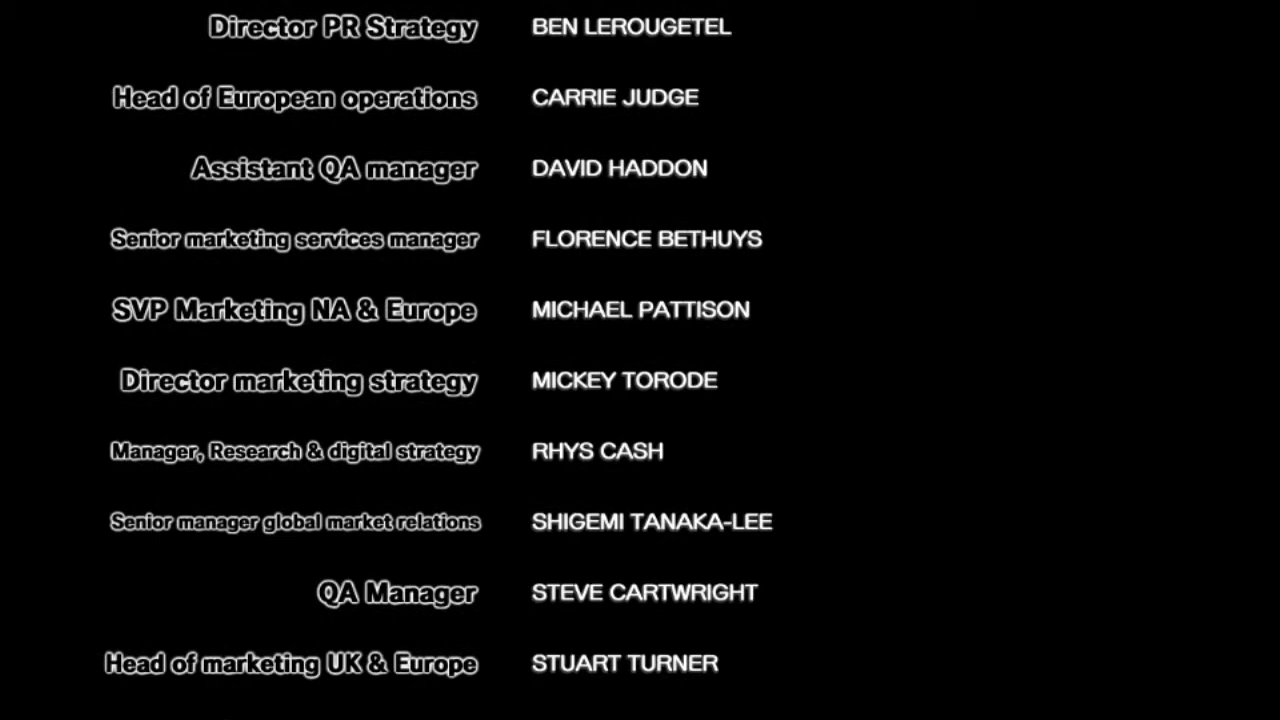 Director PR Strategy BEN LEROUGETEL
Head of European operations CARRIE JUDGE
Assistant QA manager DAVID HADDON
Senior marketing services manager FLORENCE BETHUYS
SVP Marketing NA & Europe MICHAEL PATTISON
Director marketing strategy MICKEY TORODE
Manager, Research & digital strategy RHYS CASH
Senior manager global market relations SHIGEMI TANAKA-LEE
QA Manager STEVE CARTWRIGHT
Head of marketing UK & Europe STUART TURNER